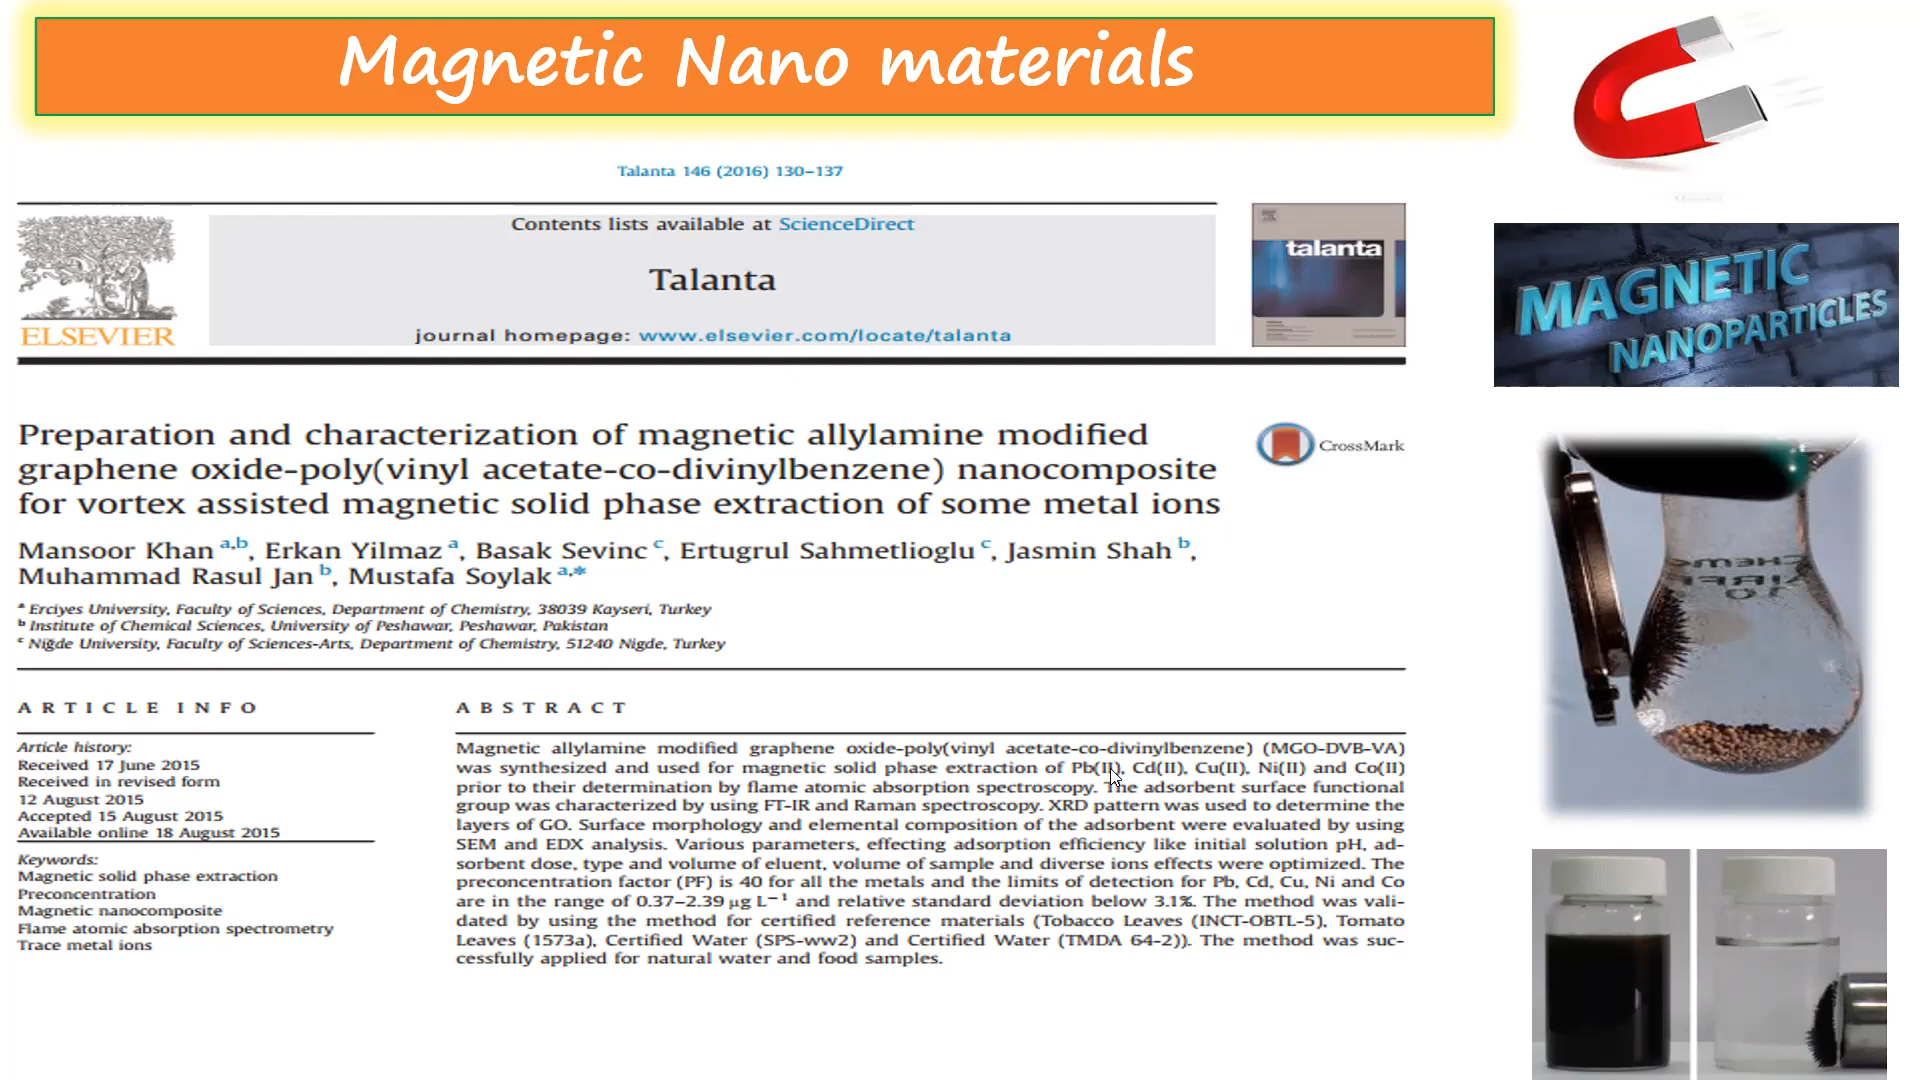 Magnetic Nano materials
Talanta 146 (2016) 130–137
Contents lists available at ScienceDirect
Talanta
journal homepage: www.elsevier.com/locate/talanta
ELSEVIER
talanta
MAGNETIC
NANOPARTICLES
Preparation and characterization of magnetic allylamine modified
graphene oxide-poly(vinyl acetate-co-divinylbenzene) nanocomposite
for vortex assisted magnetic solid phase extraction of some metal ions
CrossMark
Mansoor Khan a,b, Erkan Yilmaz a, Basak Sevinc c, Ertugrul Sahmetlioglu c, Jasmin Shah b,
Muhammad Rasul Jan b, Mustafa Soylak a,*
a Erciyes University, Faculty of Sciences, Department of Chemistry, 38039 Kayseri, Turkey
b Institute of Chemical Sciences, University of Peshawar, Peshawar, Pakistan
c Niğde University, Faculty of Sciences-Arts, Department of Chemistry, 51240 Nigde, Turkey
ARTICLE INFO
Article history:
Received 17 June 2015
Received in revised form
12 August 2015
Accepted 15 August 2015
Available online 18 August 2015
Keywords:
Magnetic solid phase extraction
Preconcentration
Magnetic nanocomposite
Flame atomic absorption spectrometry
Trace metal ions
ABSTRACT
Magnetic allylamine modified graphene oxide-poly(vinyl acetate-co-divinylbenzene) (MGO-DVB-VA)
was synthesized and used for magnetic solid phase extraction of Pb(II), Cd(II), Cu(II), Ni(II) and Co(II)
prior to their determination by flame atomic absorption spectroscopy. The adsorbent surface functional
group was characterized by using FT-IR and Raman spectroscopy. XRD pattern was used to determine the
layers of GO. Surface morphology and elemental composition of the adsorbent were evaluated by using
SEM and EDX analysis. Various parameters, effecting adsorption efficiency like initial solution pH, ad-
sorbent dose, type and volume of eluent, volume of sample and diverse ions effects were optimized. The
preconcentration factor (PF) is 40 for all the metals and the limits of detection for Pb, Cd, Cu, Ni and Co
are in the range of 0.37–2.39 µg L−1 and relative standard deviation below 3.1%. The method was vali-
dated by using the method for certified reference materials (Tobacco Leaves (INCT-OBTL-5), Tomato
Leaves (1573a), Certified Water (SPS-ww2) and Certified Water (TMDA 64-2)). The method was suc-
cessfully applied for natural water and food samples.